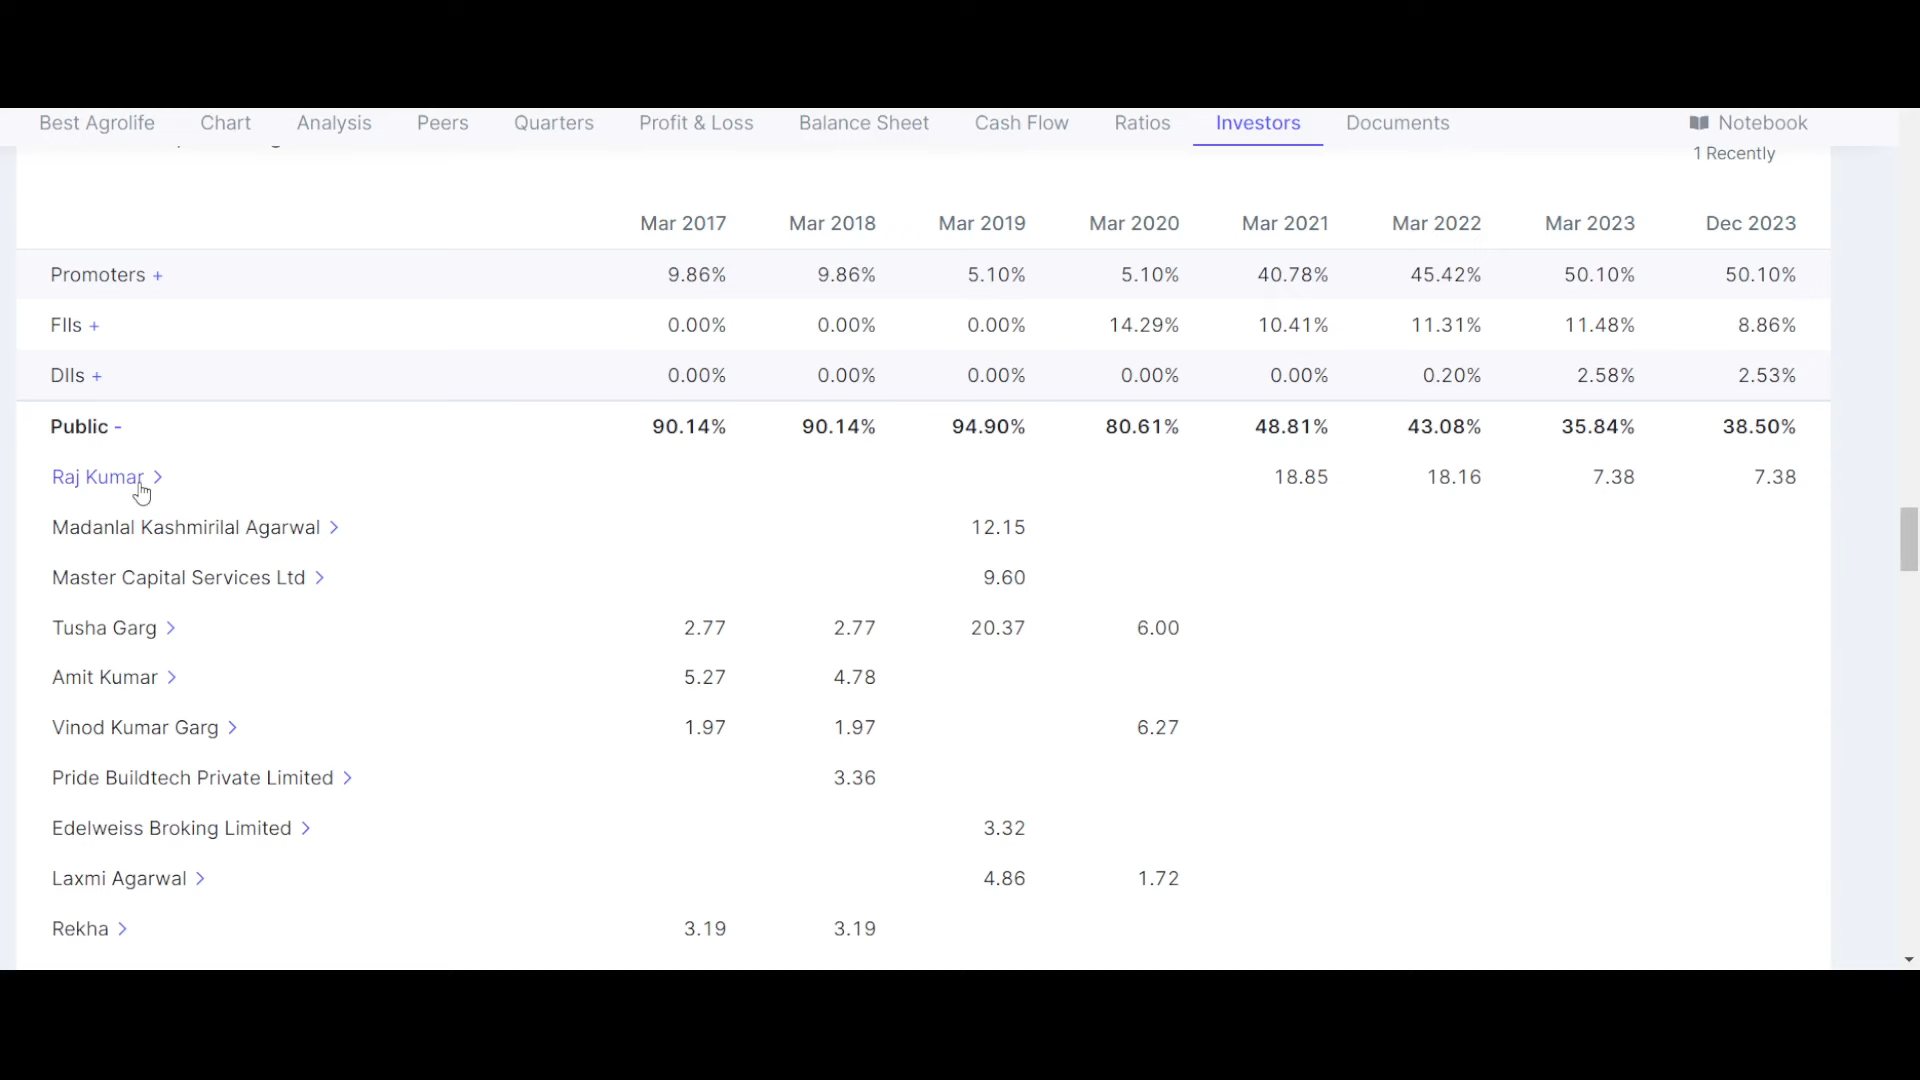 Best Agrolife Chart Analysis Peers Quarters Profit & Loss Balance Sheet Cash Flow Ratios Investors Documents Notebook
1 Recently
Mar 2017 Mar 2018 Mar 2019 Mar 2020 Mar 2021 Mar 2022 Mar 2023 Dec 2023
Promoters + 9.86% 9.86% 5.10% 5.10% 40.78% 45.42% 50.10% 50.10%
FIIs + 0.00% 0.00% 0.00% 14.29% 10.41% 11.31% 11.48% 8.86%
DIIs + 0.00% 0.00% 0.00% 0.00% 0.00% 0.20% 2.58% 2.53%
Public - 90.14% 90.14% 94.90% 80.61% 48.81% 43.08% 35.84% 38.50%
Raj Kumar > 18.85 18.16 7.38 7.38
Madanlal Kashmirilal Agarwal > 12.15
Master Capital Services Ltd > 9.60
Tusha Garg > 2.77 2.77 20.37 6.00
Amit Kumar > 5.27 4.78
Vinod Kumar Garg > 1.97 1.97 6.27
Pride Buildtech Private Limited > 3.36
Edelweiss Broking Limited > 3.32
Laxmi Agarwal > 4.86 1.72
Rekha > 3.19 3.19